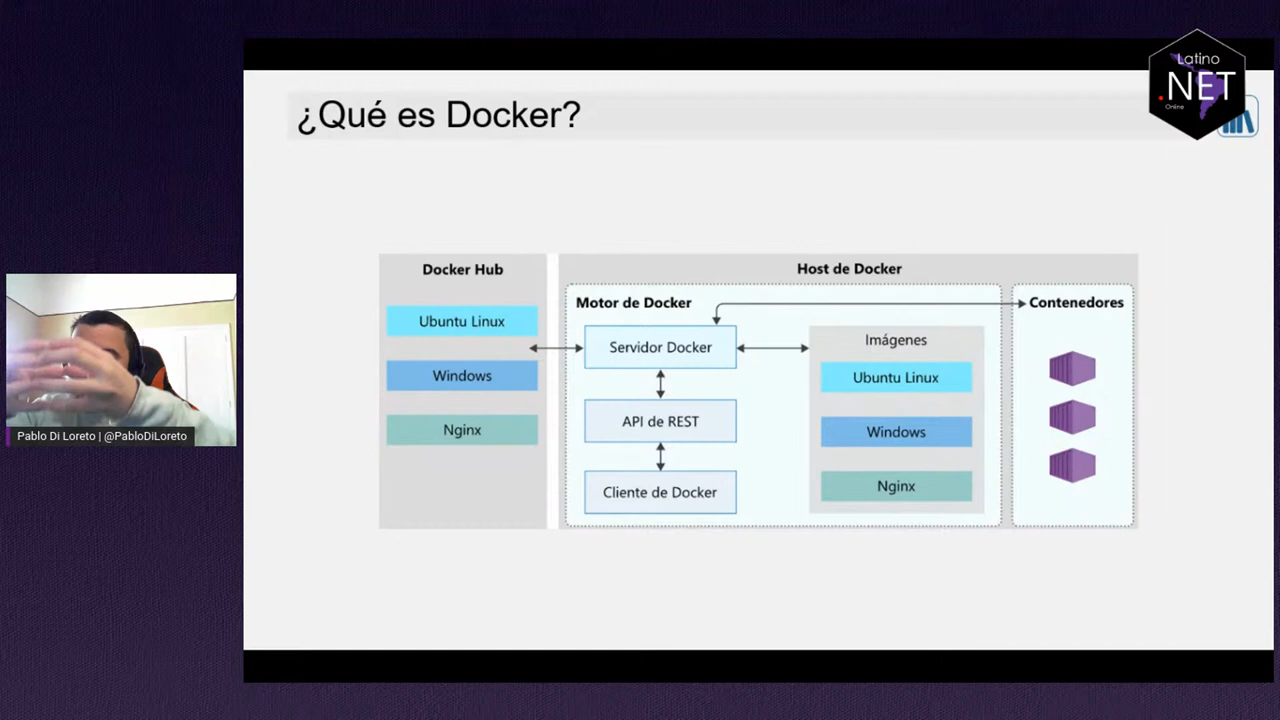 Latino
.NET
Online
¿Qué es Docker?
Docker Hub
Ubuntu Linux
Windows
Nginx
Host de Docker
Motor de Docker
Servidor Docker
API de REST
Cliente de Docker
Imágenes
Ubuntu Linux
Windows
Nginx
Contenedores
Pablo Di Loreto | @PabloDiLoreto